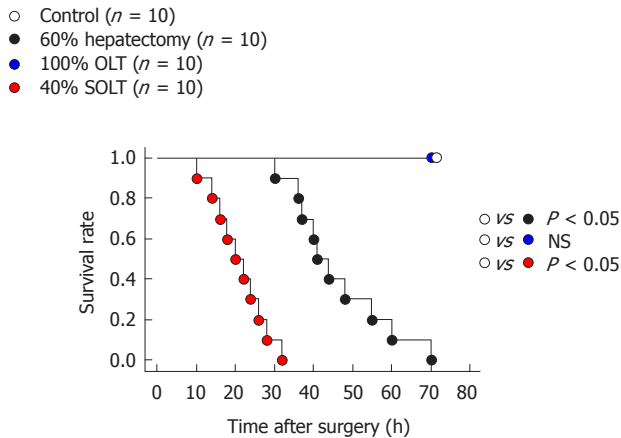 Control (n = 10)
60% hepatectomy (n = 10)
100% OLT (n = 10)
40% SOLT (n = 10)
1.0
0.8
0.6
0.4
0.2
0.0
Survival rate
0 10 20 30 40 50 60 70 80
Time after surgery (h)
vs P < 0.05
vs NS
vs P < 0.05